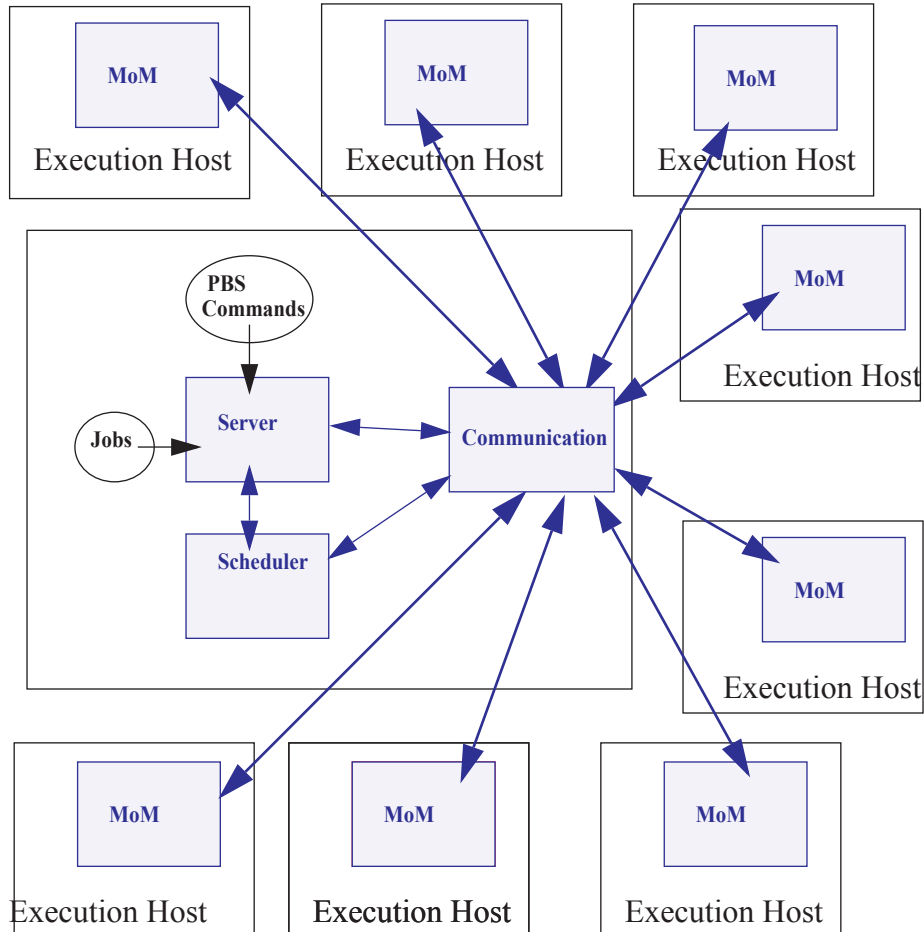 MoM
Execution Host
MoM
Execution Host
MoM
Execution Host
MoM
Execution Host
PBS
Commands
Server
Jobs
Communication
Scheduler
MoM
Execution Host
MoM
Execution Host
MoM
Execution Host
MoM
Execution Host